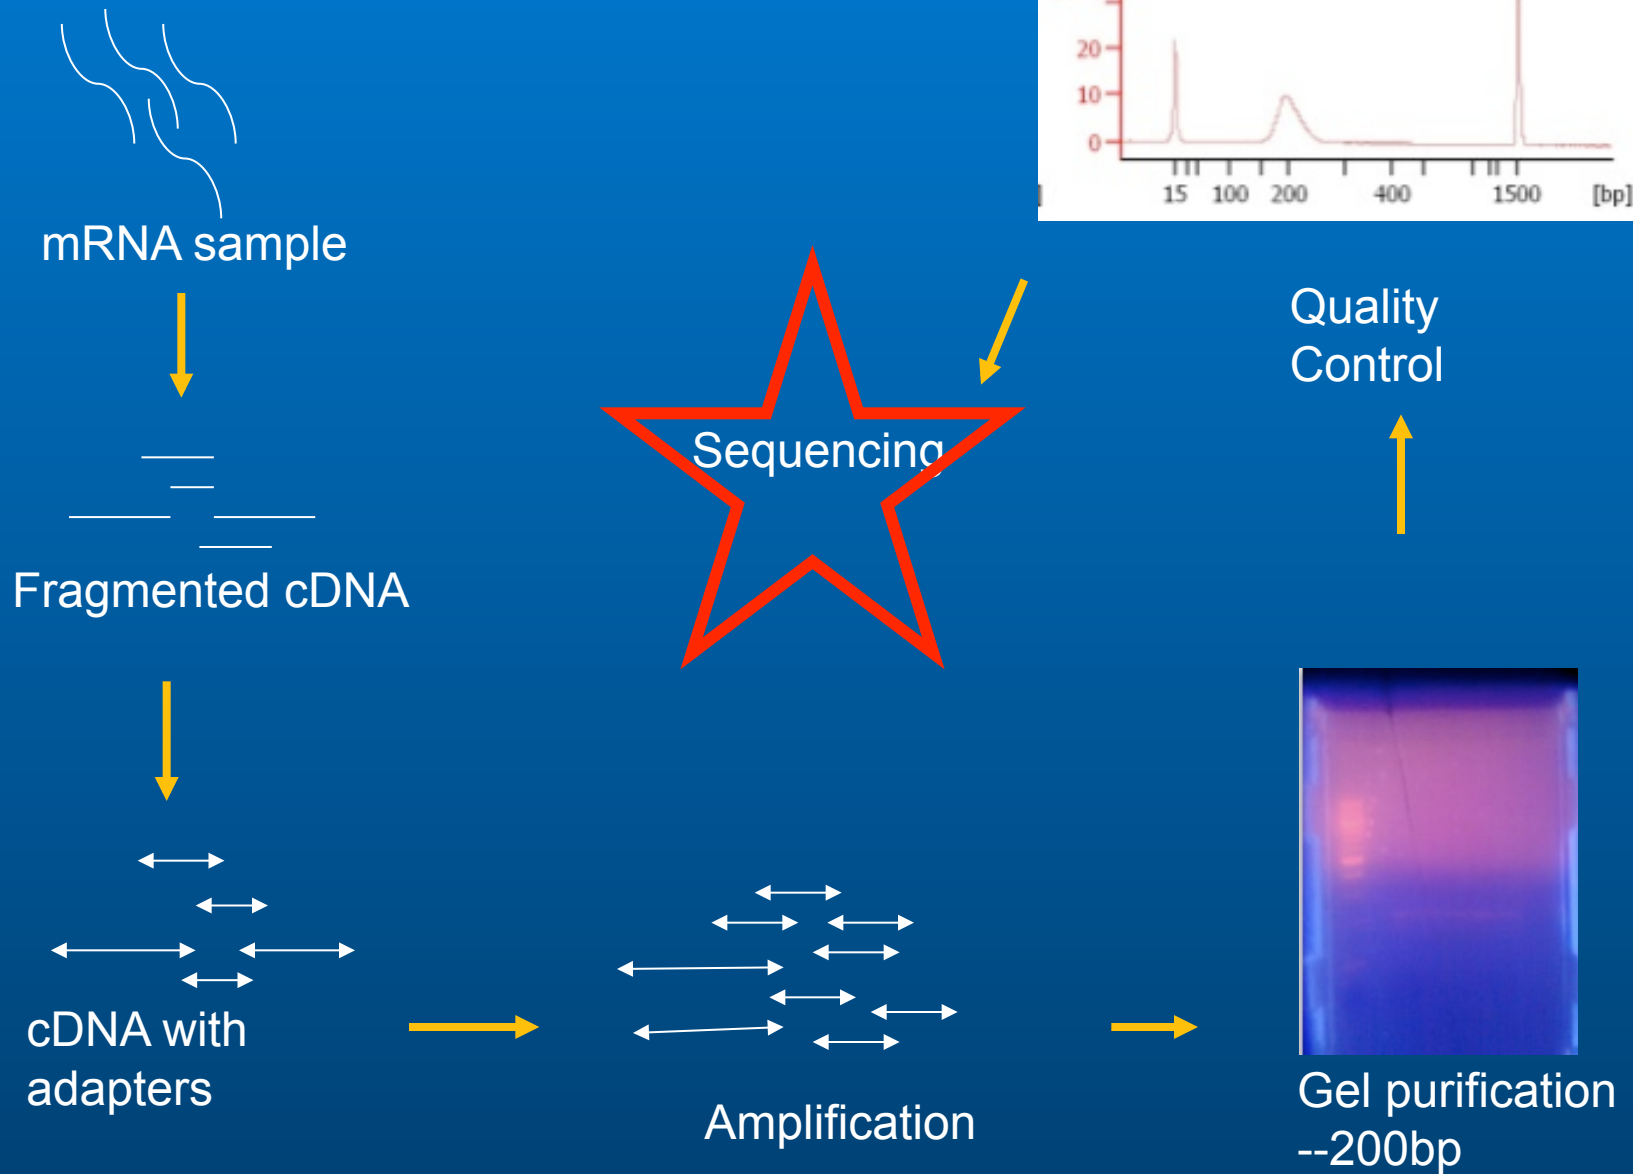 20
10
0
15 100 200 400 1500 [bp]
mRNA sample
Quality
Control
Sequencing
Fragmented cDNA
cDNA with
adapters
Amplification
Gel purification
--200bp